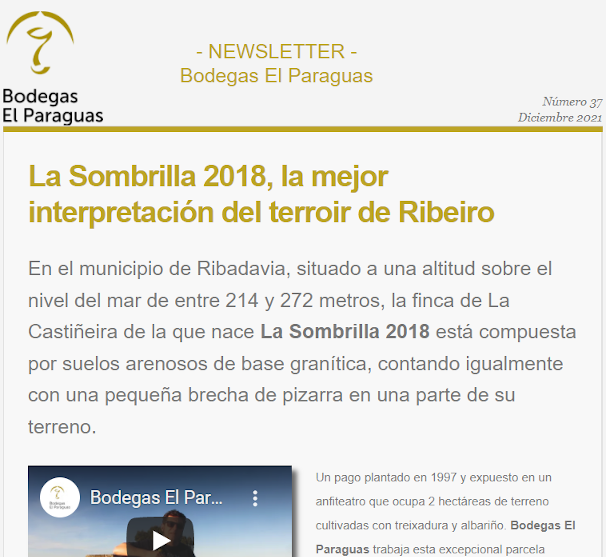 - NEWSLETTER -
Bodegas El Paraguas
Bodegas
El Paraguas
Número 37
Diciembre 2021
La Sombrilla 2018, la mejor
interpretación del terroir de Ribeiro
En el municipio de Ribadavia, situado a una altitud sobre el
nivel del mar de entre 214 y 272 metros, la finca de La
Castiñeira de la que nace La Sombrilla 2018 está compuesta
por suelos arenosos de base granítica, contando igualmente
con una pequeña brecha de pizarra en una parte de su
terreno.
Bodegas El Par...
Un pago plantado en 1997 y expuesto en un
anfiteatro que ocupa 2 hectáreas de terreno
cultivadas con treixadura y albariño. Bodegas El
Paraguas trabaja esta excepcional parcela